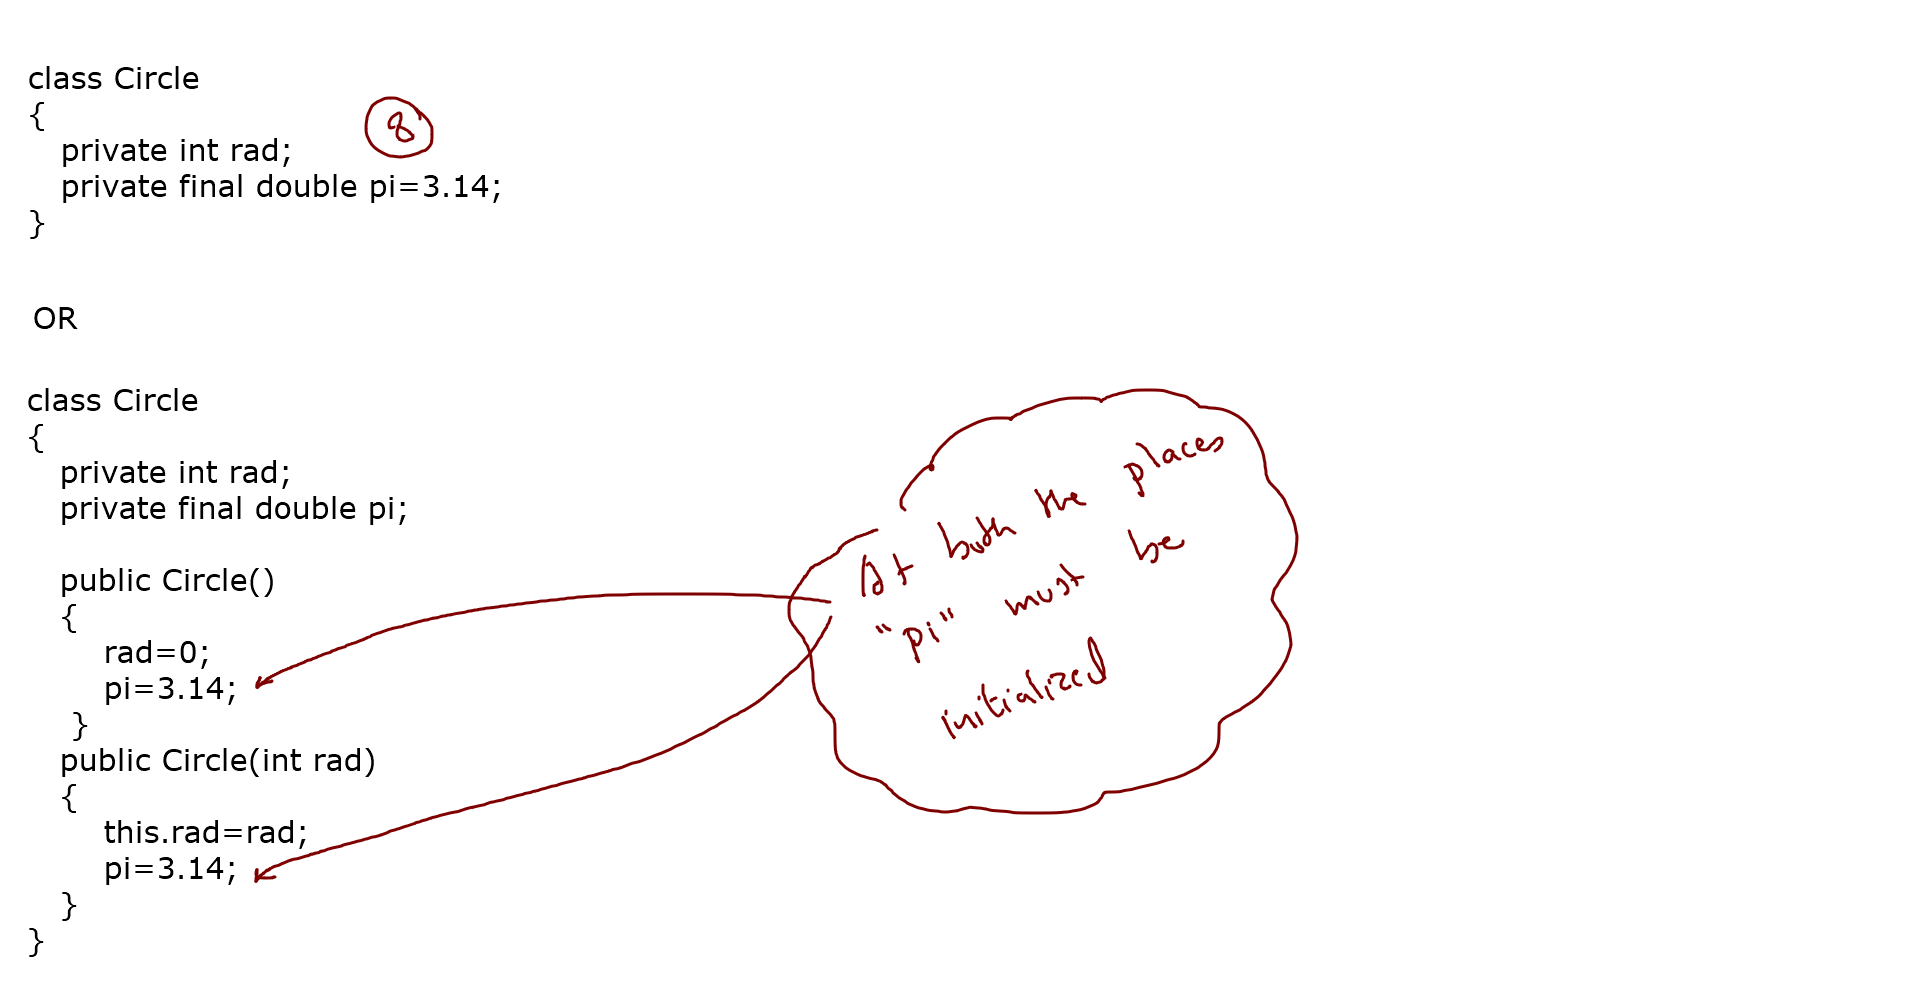 class Circle
{
8
private int rad;
private final double pi=3.14;
}
OR
class Circle
{
private int rad;
private final double pi;
public Circle()
{
rad=0;
pi=3.14;
}
public Circle(int rad)
{
this.rad=rad;
pi=3.14;
}
}
At both the places
"pi" must be
initialized